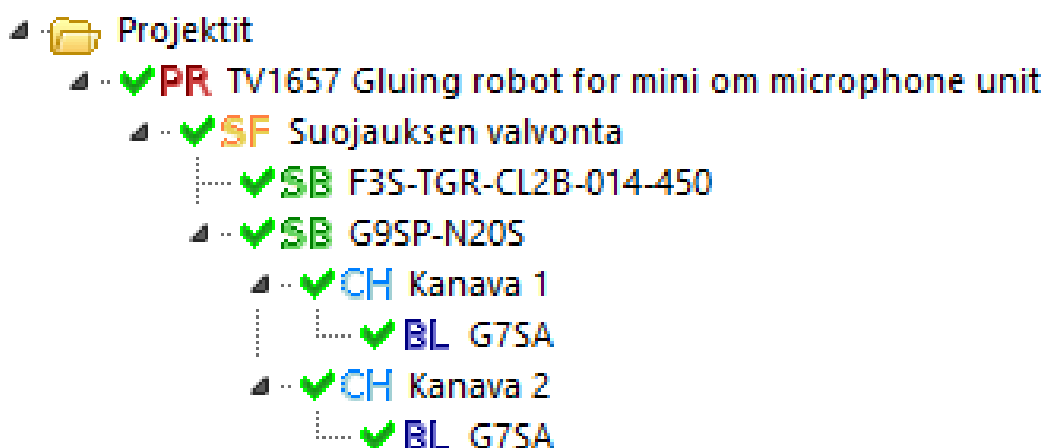 Projektit
PR TV1657 Gluing robot for mini om microphone unit
SF Suojauksen valvonta
SB F3S-TGR-CL2B-014-450
SB G9SP-N20S
CH Kanava 1
BL G7SA
CH Kanava 2
BL G7SA